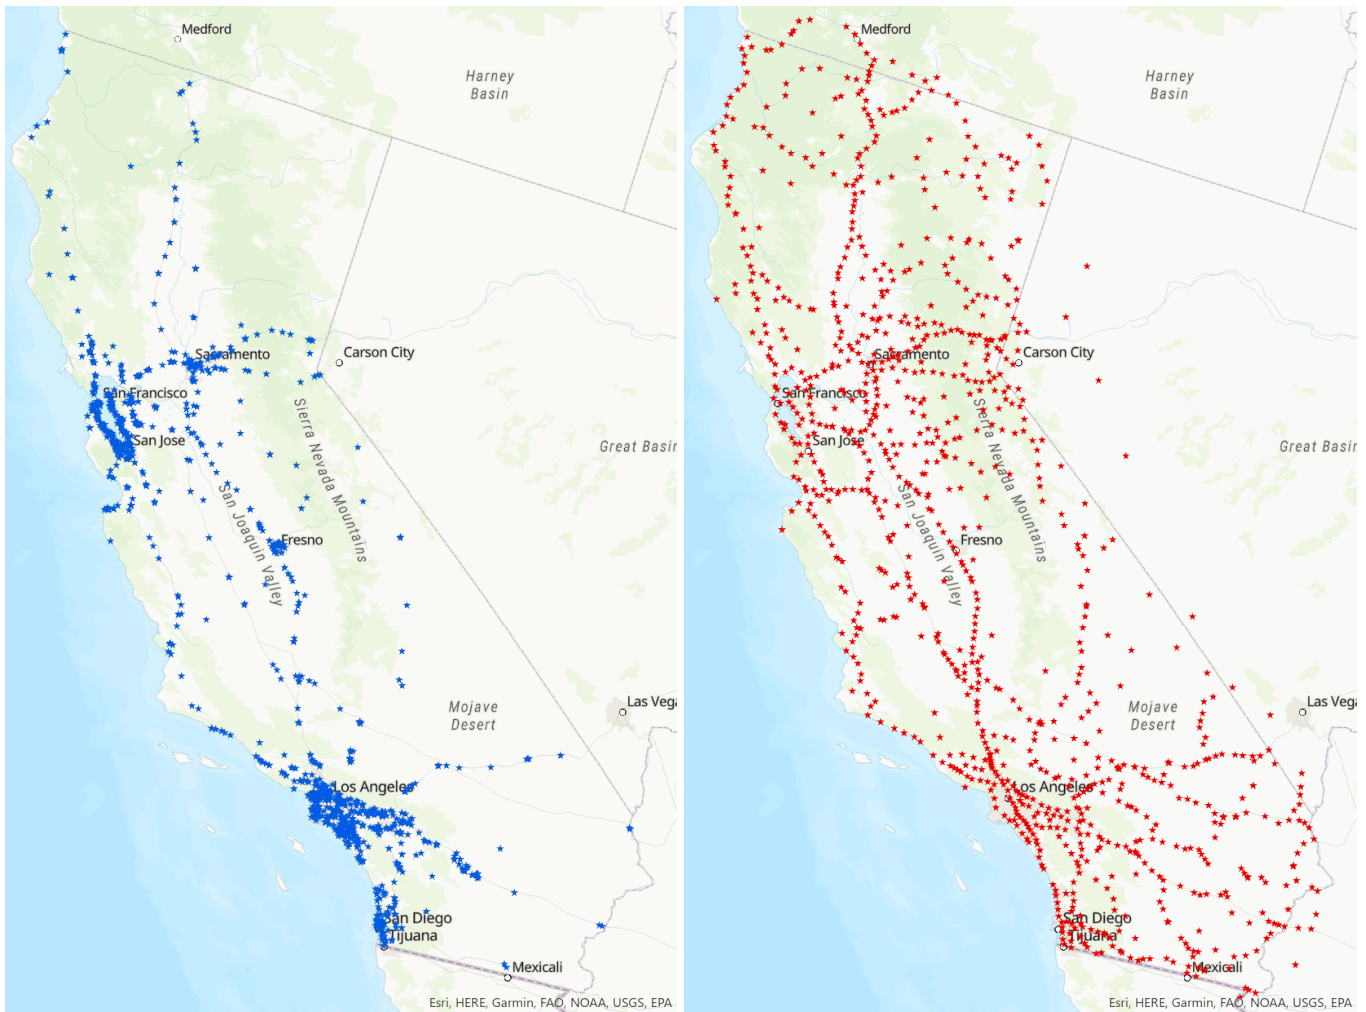 Medford
Harney
Basin
Sacramento
Carson City
San Francisco
San Jose
Great Basin
Sierra Nevada Mountains
San Joaquin Valley
Fresno
Mojave
Desert
Las Vega
Los Angeles
San Diego
Tijuana
Mexicali
Esri, HERE, Garmin, FAO, NOAA, USGS, EPA
Medford
Harney
Basin
Sacramento
Carson City
San Francisco
San Jose
Great Basin
Sierra Nevada Mountains
San Joaquin Valley
Fresno
Mojave
Desert
Las Vega
Los Angeles
San Diego
Tijuana
Mexicali
Esri, HERE, Garmin, FAO, NOAA, USGS, EPA